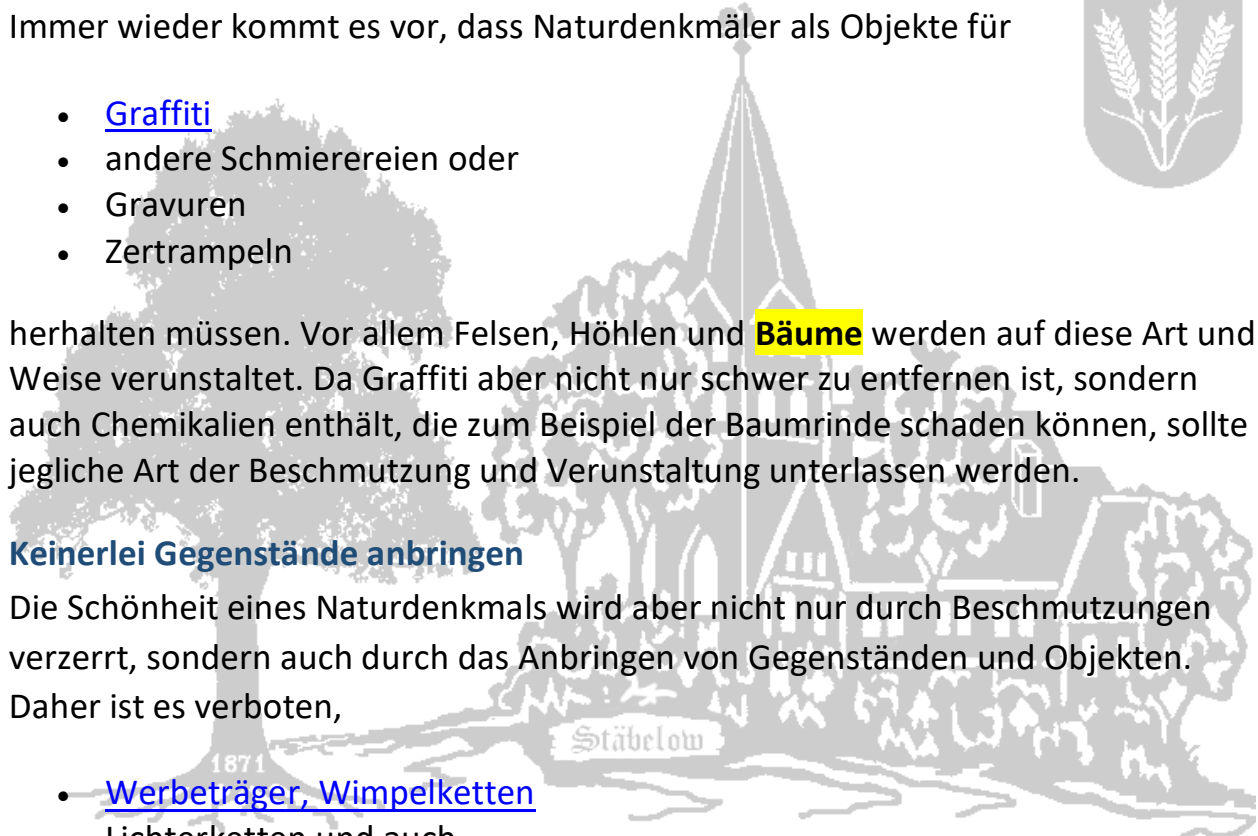 Immer wieder kommt es vor, dass Naturdenkmäler als Objekte für
• Graffiti
• andere Schmierereien oder
• Gravuren
• Zertrampeln
herhalten müssen. Vor allem Felsen, Höhlen und Bäume werden auf diese Art und
Weise verunstaltet. Da Graffiti aber nicht nur schwer zu entfernen ist, sondern
auch Chemikalien enthält, die zum Beispiel der Baumrinde schaden können, sollte
jegliche Art der Beschmutzung und Verunstaltung unterlassen werden.
Keinerlei Gegenstände anbringen
Die Schönheit eines Naturdenkmals wird aber nicht nur durch Beschmutzungen
verzerrt, sondern auch durch das Anbringen von Gegenständen und Objekten.
Daher ist es verboten,
Stäbelow
1871
• Werbeträger, Wimpelketten
Lichterketten und auch